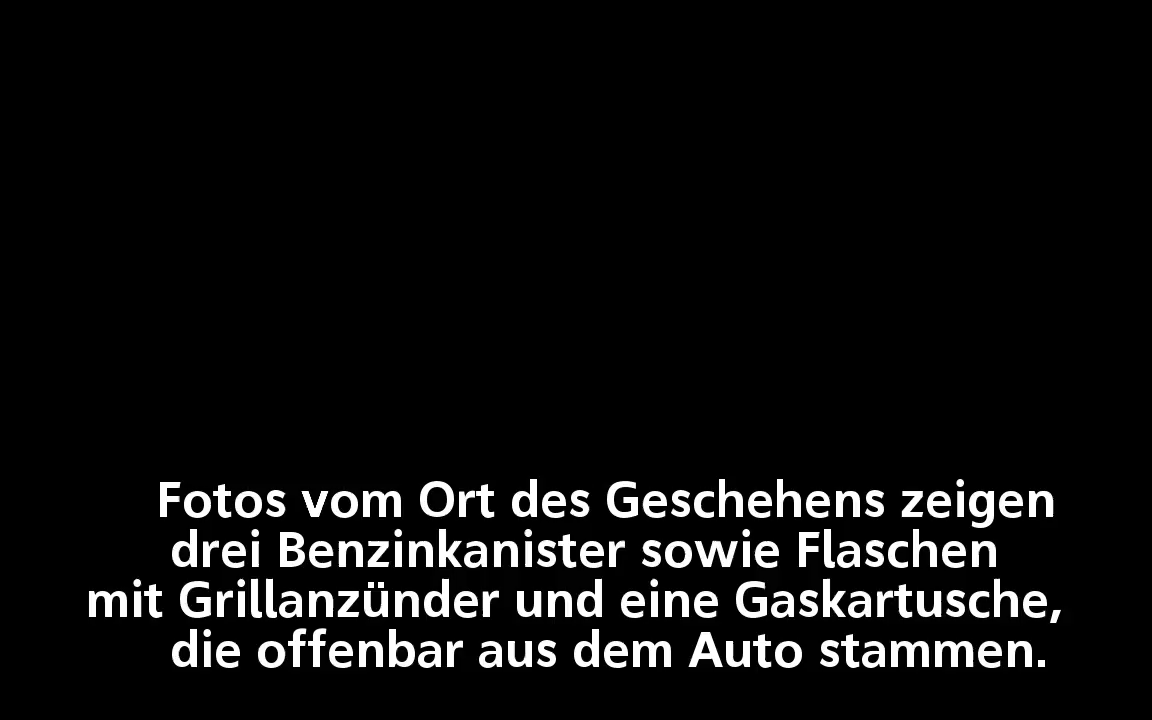 Fotos vom Ort des Geschehens zeigen
drei Benzinkanister sowie Flaschen
mit Grillanzünder und eine Gaskartusche,
die offenbar aus dem Auto stammen.